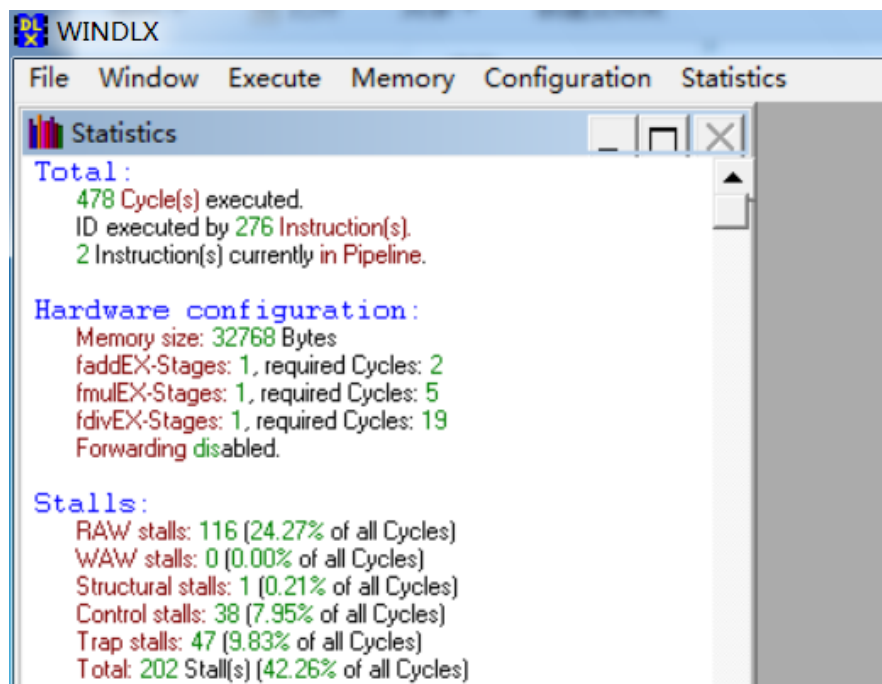 DLX WINDLX
File Window Execute Memory Configuration Statistics
Statistics
Total:
478 Cycle(s) executed.
ID executed by 276 Instruction(s).
2 Instruction(s) currently in Pipeline.
Hardware configuration:
Memory size: 32768 Bytes
faddEX-Stages: 1, required Cycles: 2
fmulEX-Stages: 1, required Cycles: 5
fdivEX-Stages: 1, required Cycles: 19
Forwarding disabled.
Stalls:
RAW stalls: 116 (24.27% of all Cycles)
WAW stalls: 0 (0.00% of all Cycles)
Structural stalls: 1 (0.21% of all Cycles)
Control stalls: 38 (7.95% of all Cycles)
Trap stalls: 47 (9.83% of all Cycles)
Total: 202 Stall(s) (42.26% of all Cycles)